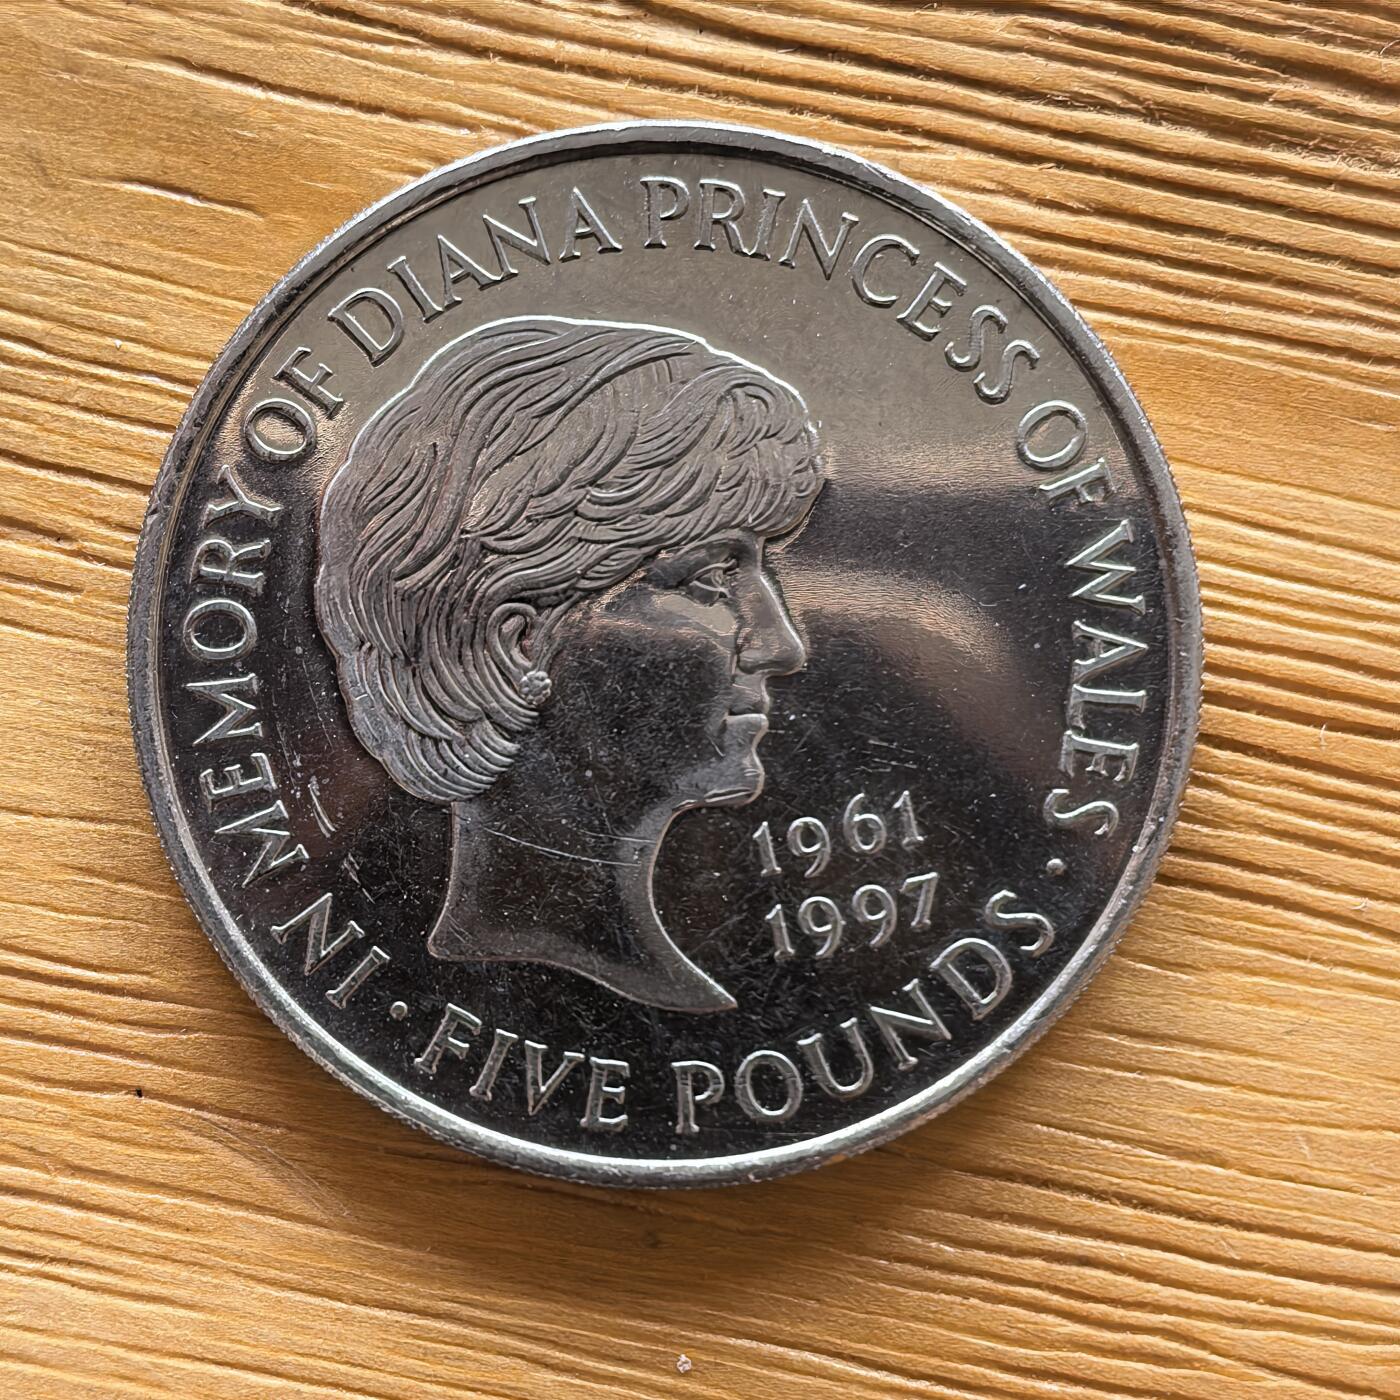 IN MEMORY OF DIANA PRINCESS OF WALES ·
FIVE POUNDS ·
1961
1997